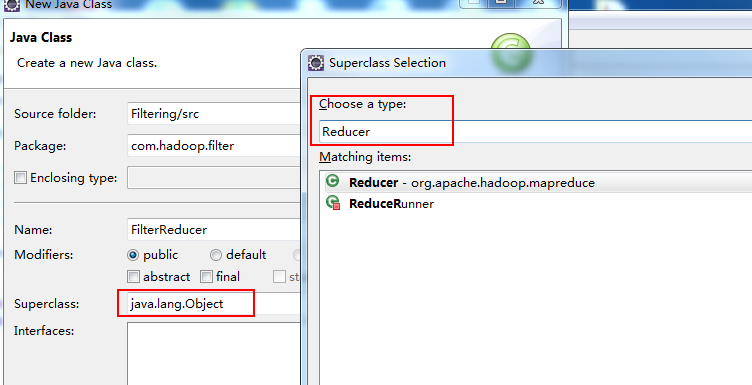 New Java Class
Java Class
Create a new Java class.
Source folder: Filtering/src
Package: com.hadoop.filter
Enclosing type:
Name: FilterReducer
Modifiers: public default
abstract final
Superclass: java.lang.Object
Interfaces:
Superclass Selection
Choose a type:
Reducer
Matching items:
Reducer - org.apache.hadoop.mapreduce
ReduceRunner